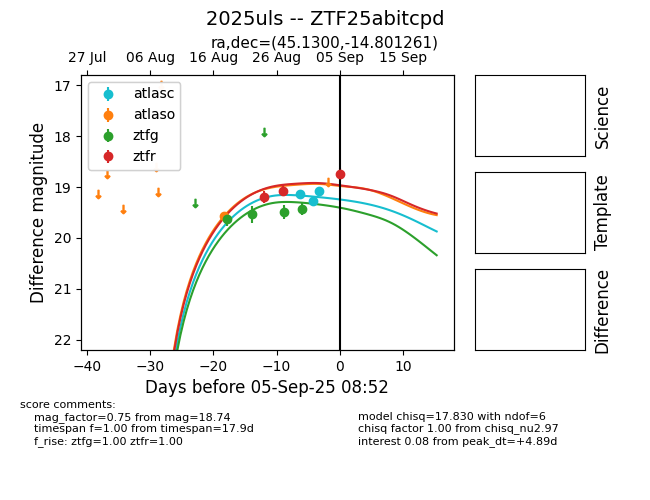 2025uls -- ZTF25abitcpd
ra,dec=(45.1300,-14.801261)
27 Jul 06 Aug 16 Aug 26 Aug 05 Sep 15 Sep
atlasc
atlaso
ztfg
ztfr
17
18
19
20
21
22
Difference magnitude
−40 −30 −20 −10 0 10
Days before 05-Sep-25 08:52
Science
Template
Difference
score comments:
mag_factor=0.75 from mag=18.74
timespan f=1.00 from timespan=17.9d
f_rise: ztfg=1.00 ztfr=1.00
model chisq=17.830 with ndof=6
chisq factor 1.00 from chisq_nu2.97
interest 0.08 from peak_dt=+4.89d